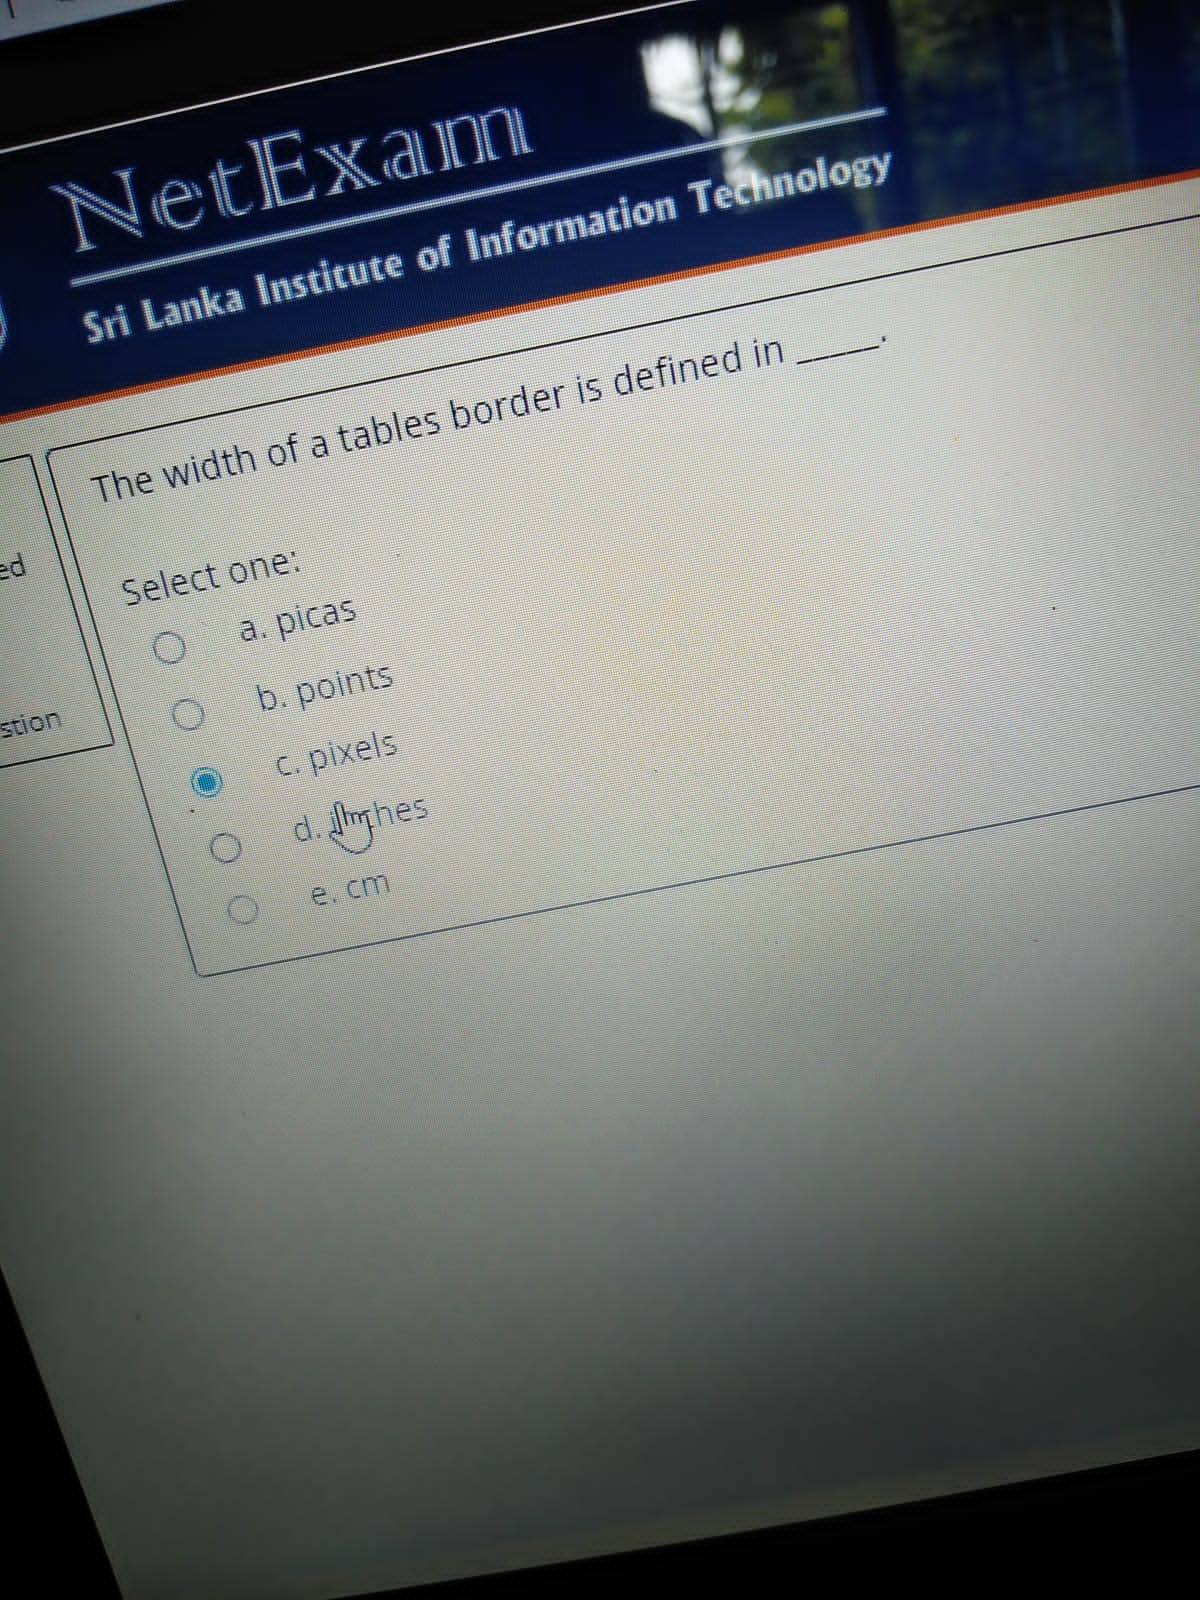 NetExam
Sri Lanka Institute of Information Technology
The width of a tables border is defined in _____.
ed
Select one:
a. picas
stion
b. points
c. pixels
d.
e. cm